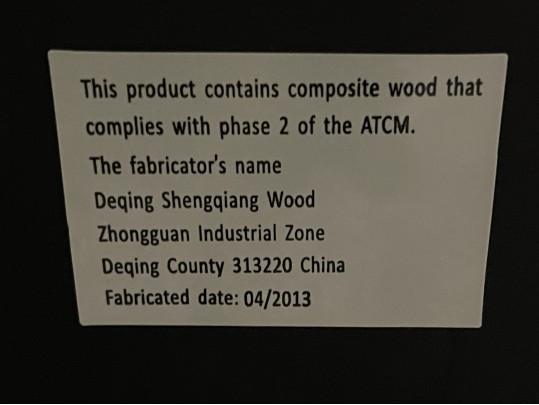 This product contains composite wood that
complies with phase 2 of the ATCM.
The fabricator's name
Deqing Shengqiang Wood
Zhongguan Industrial Zone
Deqing County 313220 China
Fabricated date: 04/2013